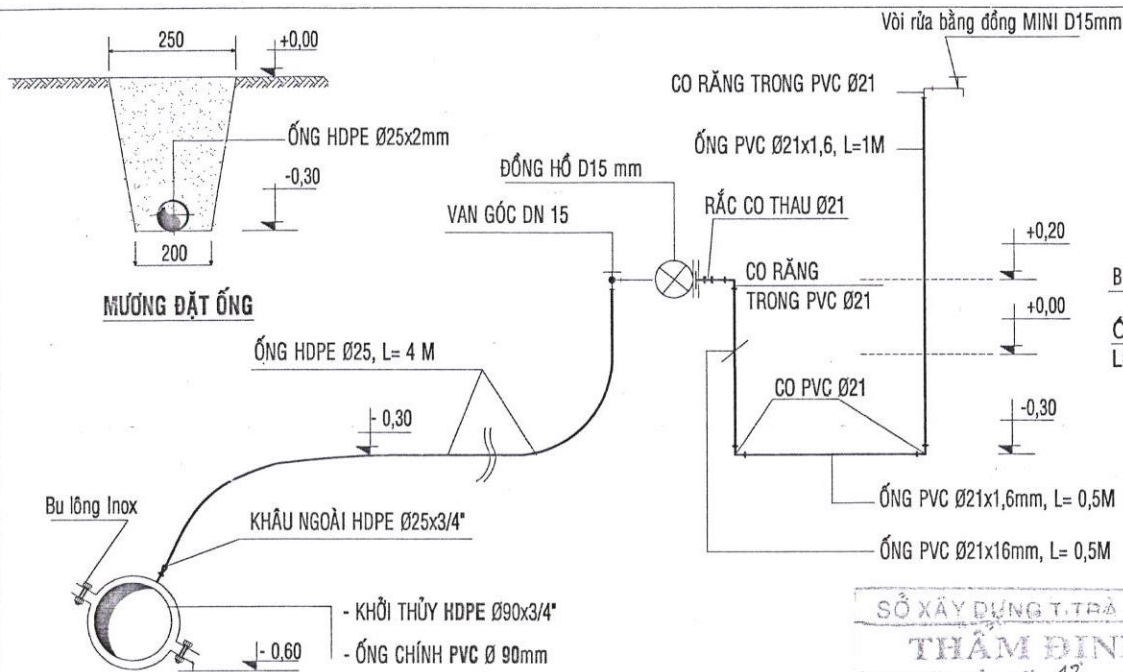 250
+0,00
ỐNG HDPE Ø25x2mm
-0,30
200
MƯƠNG ĐẶT ỐNG
Vòi rửa bằng đồng MINI D15mm
CO RĂNG TRONG PVC Ø21
ỐNG PVC Ø21x1,6, L=1M
ĐỒNG HỒ D15 mm
VAN GÓC DN 15
RẮC CO THAU Ø21
+0,20
CO RĂNG
TRONG PVC Ø21
+0,00
B
L
ỐNG HDPE Ø25, L= 4 M
CO PVC Ø21
- 0,30
-0,30
ỐNG PVC Ø21x1,6mm, L= 0,5M
Bu lông Inox
KHÂU NGOÀI HDPE Ø25x3/4"
ỐNG PVC Ø21x16mm, L= 0,5M
- KHỞI THỦY HDPE Ø90x3/4"
- ỐNG CHÍNH PVC Ø 90mm
- 0,60
SỞ XÂY DỰNG T.TRÀ
THẨM ĐỊN